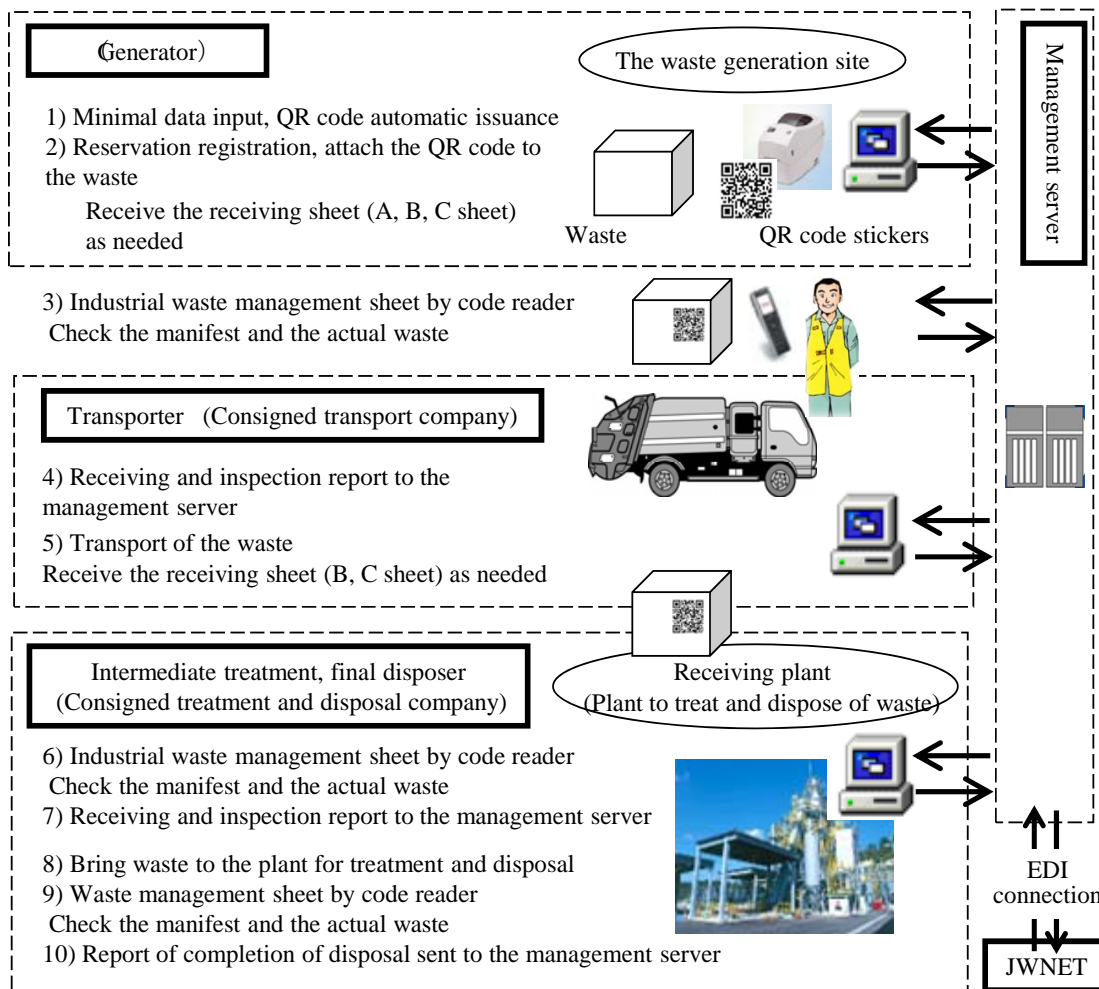 (Generator)
The waste generation site
1) Minimal data input, QR code automatic issuance
2) Reservation registration, attach the QR code to
the waste
Receive the receiving sheet (A, B, C sheet)
as needed
Waste
QR code stickers
Management server
3) Industrial waste management sheet by code reader
Check the manifest and the actual waste
Transporter (Consigned transport company)
4) Receiving and inspection report to the
management server
5) Transport of the waste
Receive the receiving sheet (B, C sheet) as needed
Intermediate treatment, final disposer
(Consigned treatment and disposal company)
Receiving plant
(Plant to treat and dispose of waste)
6) Industrial waste management sheet by code reader
Check the manifest and the actual waste
7) Receiving and inspection report to the management server
8) Bring waste to the plant for treatment and disposal
9) Waste management sheet by code reader
Check the manifest and the actual waste
10) Report of completion of disposal sent to the management server
EDI
connection
JWNET